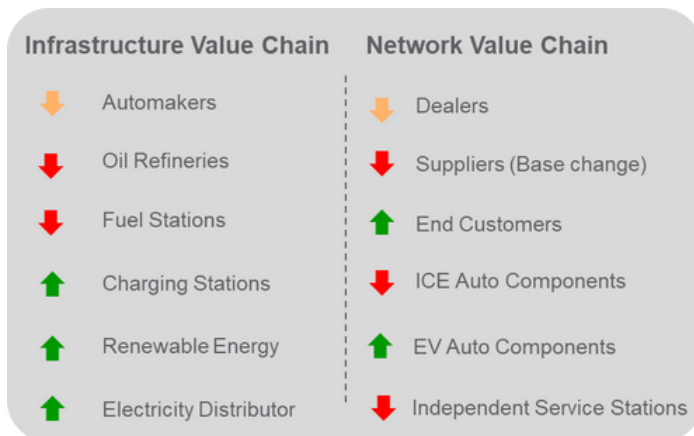 Infrastructure Value Chain
Automakers
Oil Refineries
Fuel Stations
Charging Stations
Renewable Energy
Electricity Distributor
Network Value Chain
Dealers
Suppliers (Base change)
End Customers
ICE Auto Components
EV Auto Components
Independent Service Stations